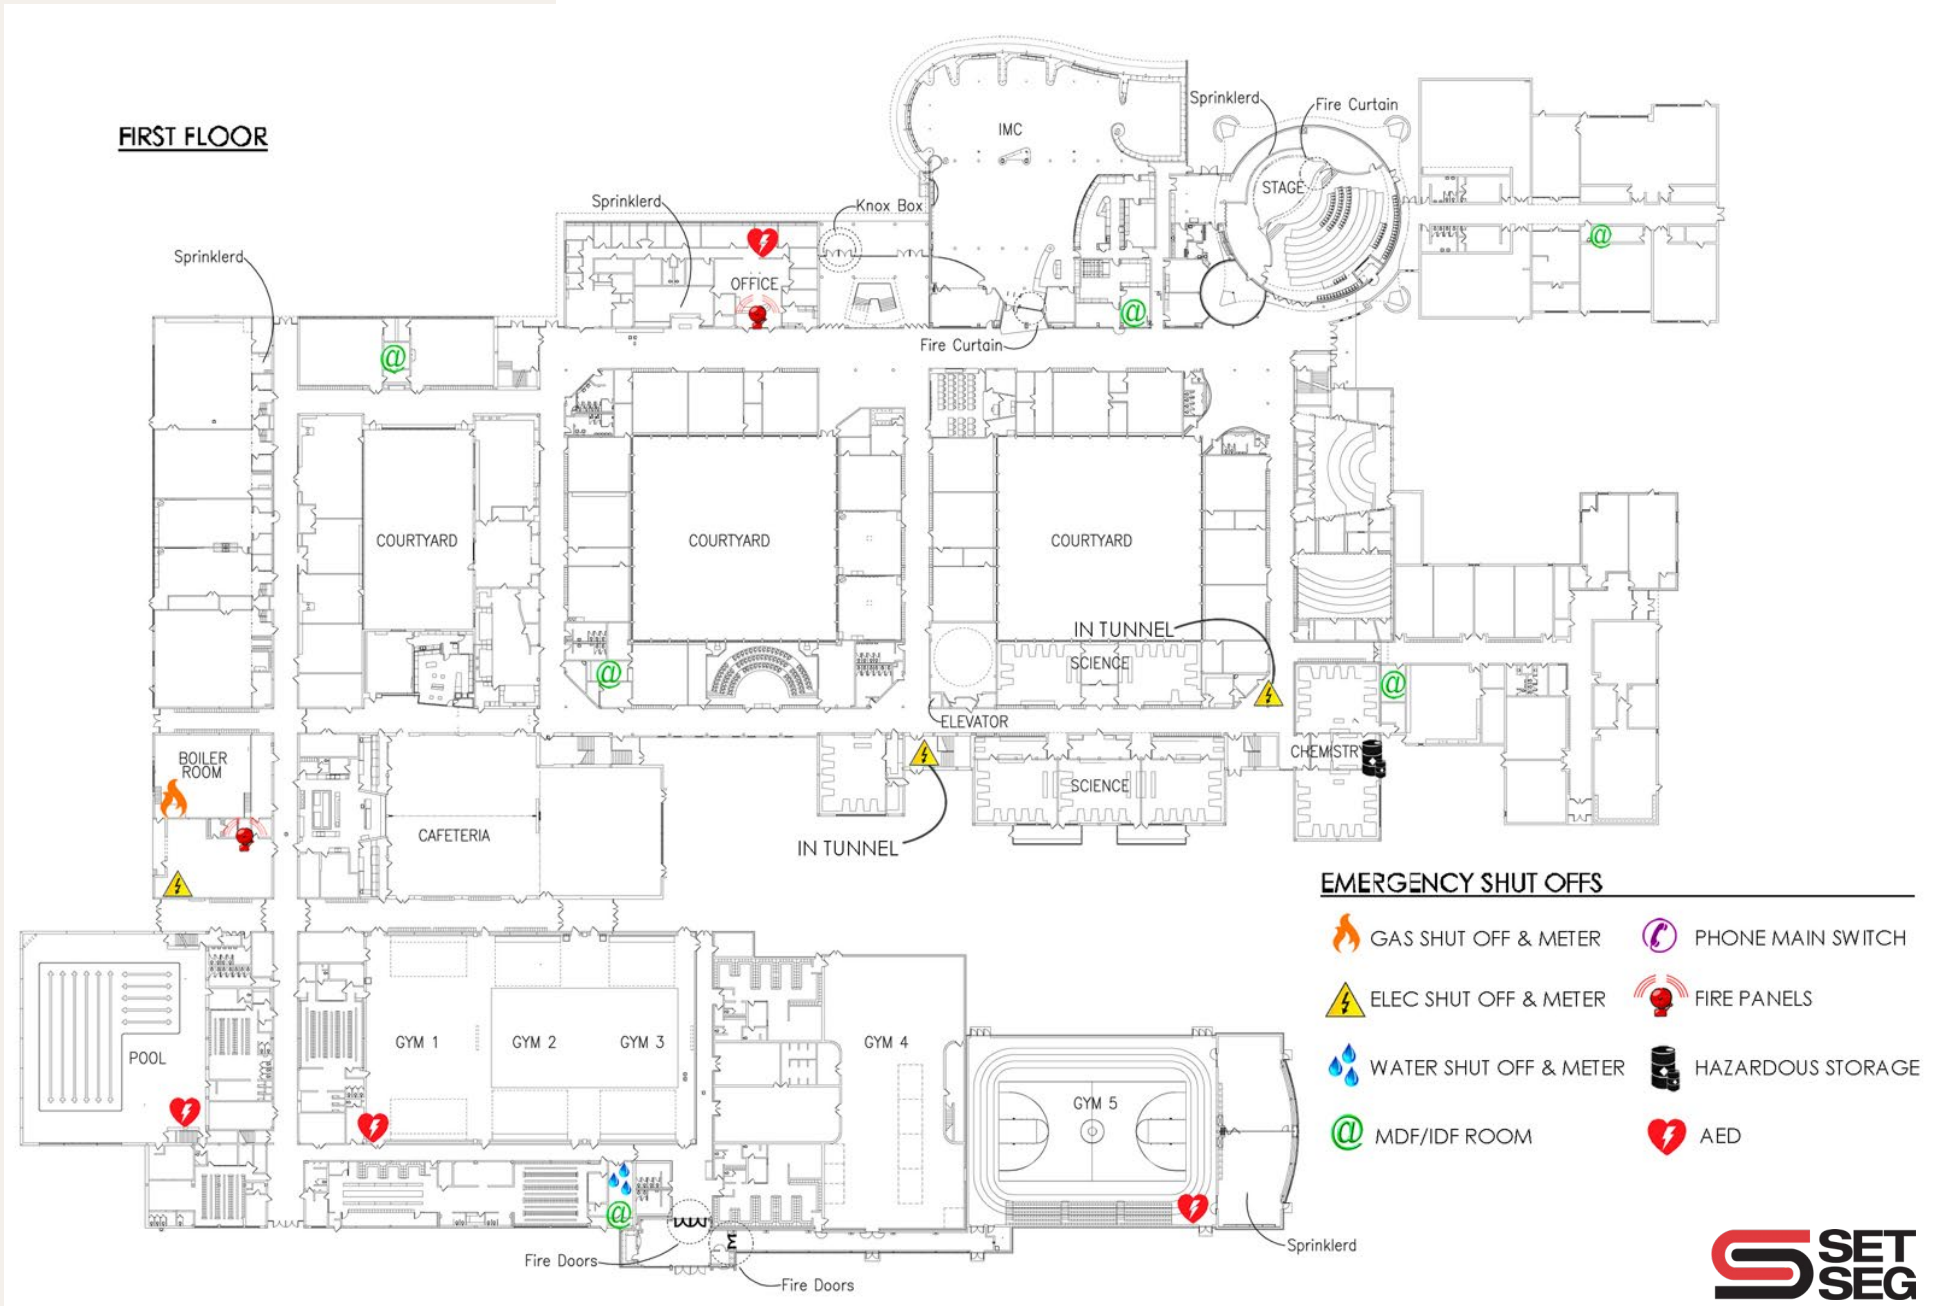 FIRST FLOOR
IMC
Sprinklerd
Fire Curtain
STAGE
Sprinklerd
Knox Box
Sprinklerd
OFFICE
@
@
@
Fire Curtain
COURTYARD
COURTYARD
COURTYARD
IN TUNNEL
SCIENCE
@
@
ELEVATOR
BOILER
ROOM
CHEMISTRY
SCIENCE
CAFETERIA
IN TUNNEL
EMERGENCY SHUT OFFS
GAS SHUT OFF & METER
PHONE MAIN SWITCH
ELEC SHUT OFF & METER
FIRE PANELS
WATER SHUT OFF & METER
HAZARDOUS STORAGE
@ MDF/IDF ROOM
AED
GYM 1
GYM 2
GYM 3
GYM 4
POOL
GYM 5
@
Fire Doors
Fire Doors
Sprinklerd
SET
SEG